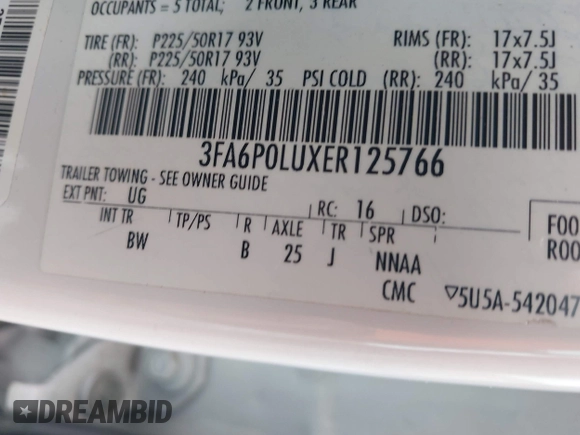 OCCUPANTS = 5 TOTAL; 2 FRONT, 3 REAR
TIRE (FR): P225/50R17 93V RIMS (FR): 17x7.5J
(RR): P225/50R17 93V (RR): 17x7.5J
PRESSURE (FR): 240 kPa/ 35 PSI COLD (RR): 240 kPa/ 35
3FA6P0LUXER125766
TRAILER TOWING - SEE OWNER GUIDE
EXT PNT: UG RC: 16 DSO:
INT TR TP/PS R AXLE TR SPR F00
BW B 25 J NNAA R00
CMC ▽5U5A-542047
DREAMBID